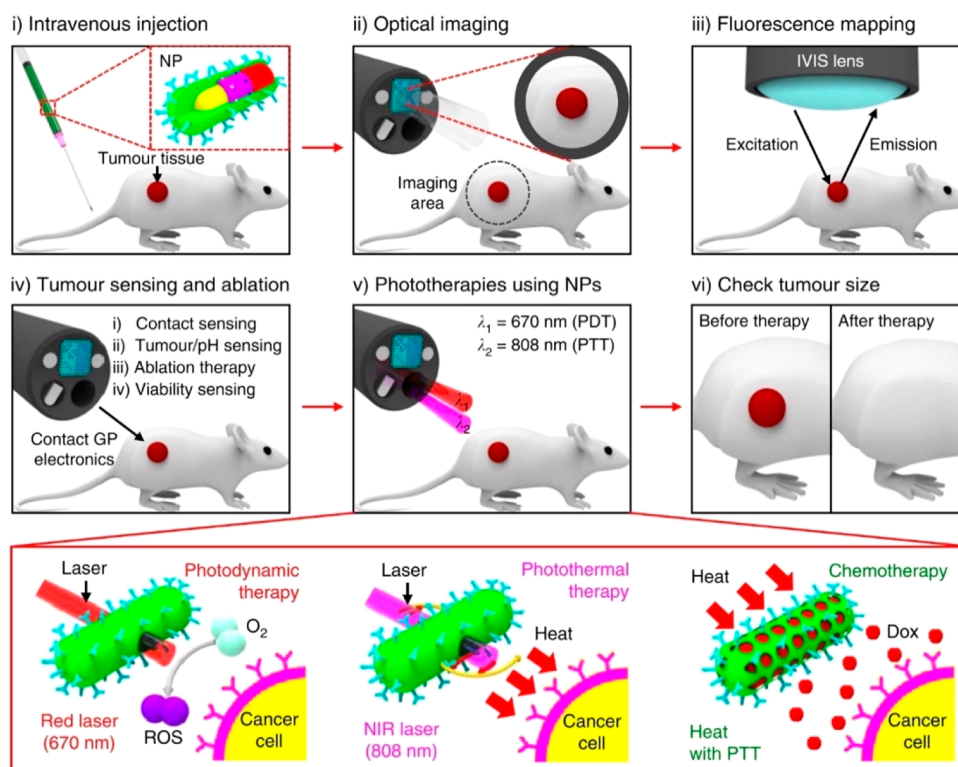 i) Intravenous injection
NP
Tumour tissue
ii) Optical imaging
Imaging
area
iii) Fluorescence mapping
IVIS lens
Excitation
Emission
iv) Tumour sensing and ablation
i) Contact sensing
ii) Tumour/pH sensing
iii) Ablation therapy
iv) Viability sensing
Contact GP
electronics
v) Phototherapies using NPs
λ1 = 670 nm (PDT)
λ2 = 808 nm (PTT)
λ1
λ2
vi) Check tumour size
Before therapy
After therapy
Laser
Photodynamic
therapy
O2
Red laser
(670 nm)
ROS
Cancer
cell
Laser
Photothermal
therapy
Heat
NIR laser
(808 nm)
Cancer
cell
Heat
Chemotherapy
Dox
Heat
with PTT
Cancer
cell